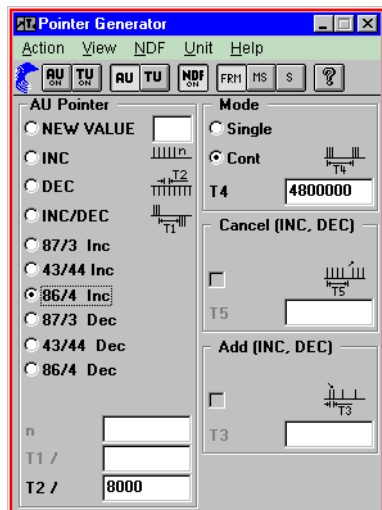 Pointer Generator
Action View NDF Unit Help
AU ON TU ON AU TU NDF ON FRM MS S ?
AU Pointer
NEW VALUE
INC n
DEC T2
INC/DEC T1
87/3 Inc
43/44 Inc
86/4 Inc
87/3 Dec
43/44 Dec
86/4 Dec
n
T1 /
T2 / 8000
Mode
Single
Cont T4
T4 4800000
Cancel (INC, DEC)
T5
T5
Add (INC, DEC)
T3
T3